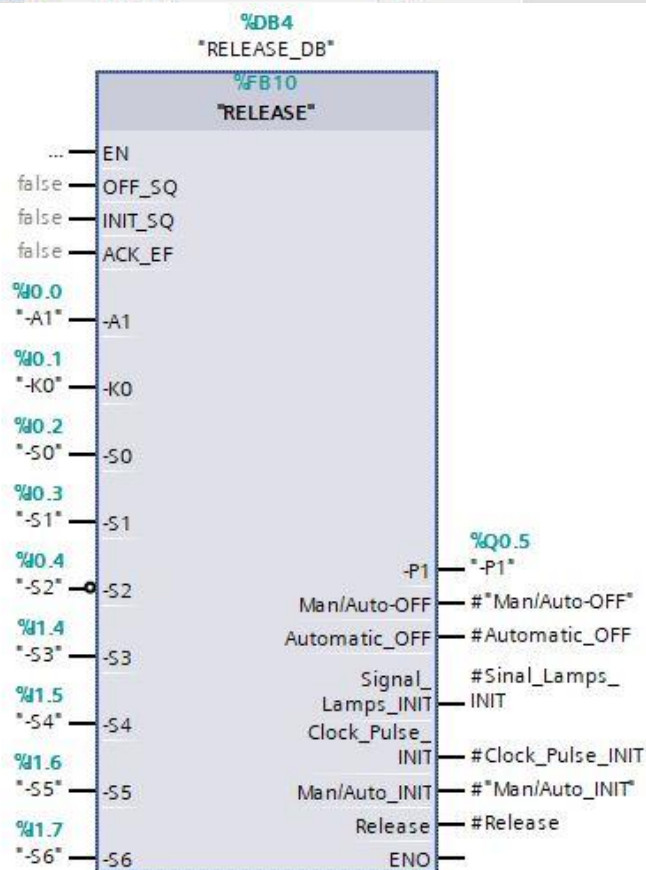 %DB4
"RELEASE_DB"
%FB10
"RELEASE"
... EN
false OFF_SQ
false INIT_SQ
false ACK_EF
%I0.0
"-A1" -A1
%I0.1
"-K0" -K0
%I0.2
"-S0" -S0
%I0.3
"-S1" -S1
%I0.4
"-S2" -S2
%I1.4
"-S3" -S3
%I1.5
"-S4" -S4
%I1.6
"-S5" -S5
%I1.7
"-S6" -S6
%Q0.5
-P1 "-P1"
Man/Auto-OFF #"Man/Auto-OFF"
Automatic_OFF #Automatic_OFF
Signal_ #Sinal_Lamps_
Lamps_INIT INIT
Clock_Pulse_
INIT #Clock_Pulse_INIT
Man/Auto_INIT #"Man/Auto_INIT"
Release #Release
ENO